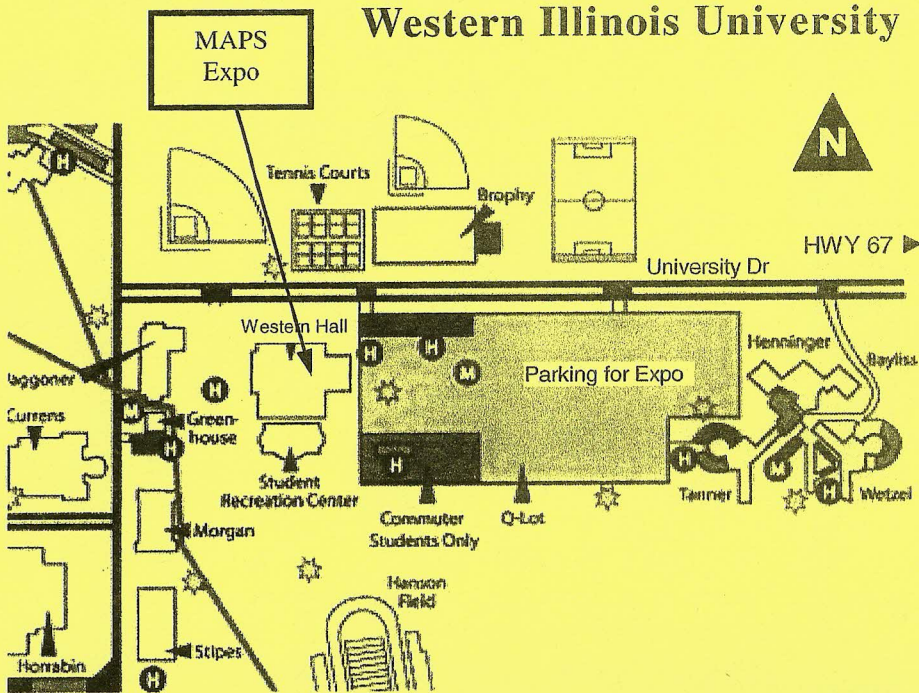 Western Illinois University
MAPS
Expo
N
H
Tennis Courts
Brophy
HWY 67
University Dr
Western Hall
Henninger
Bayliss
H
H
H
H
Parking for Expo
Currens
H
Green-
house
H
H
H
H
H
Student
Recreation Center
Tanner
Wetzel
Commuter
Students Only
Q-Lot
Morgan
Hanson
Field
Horrabin
Stipes
H